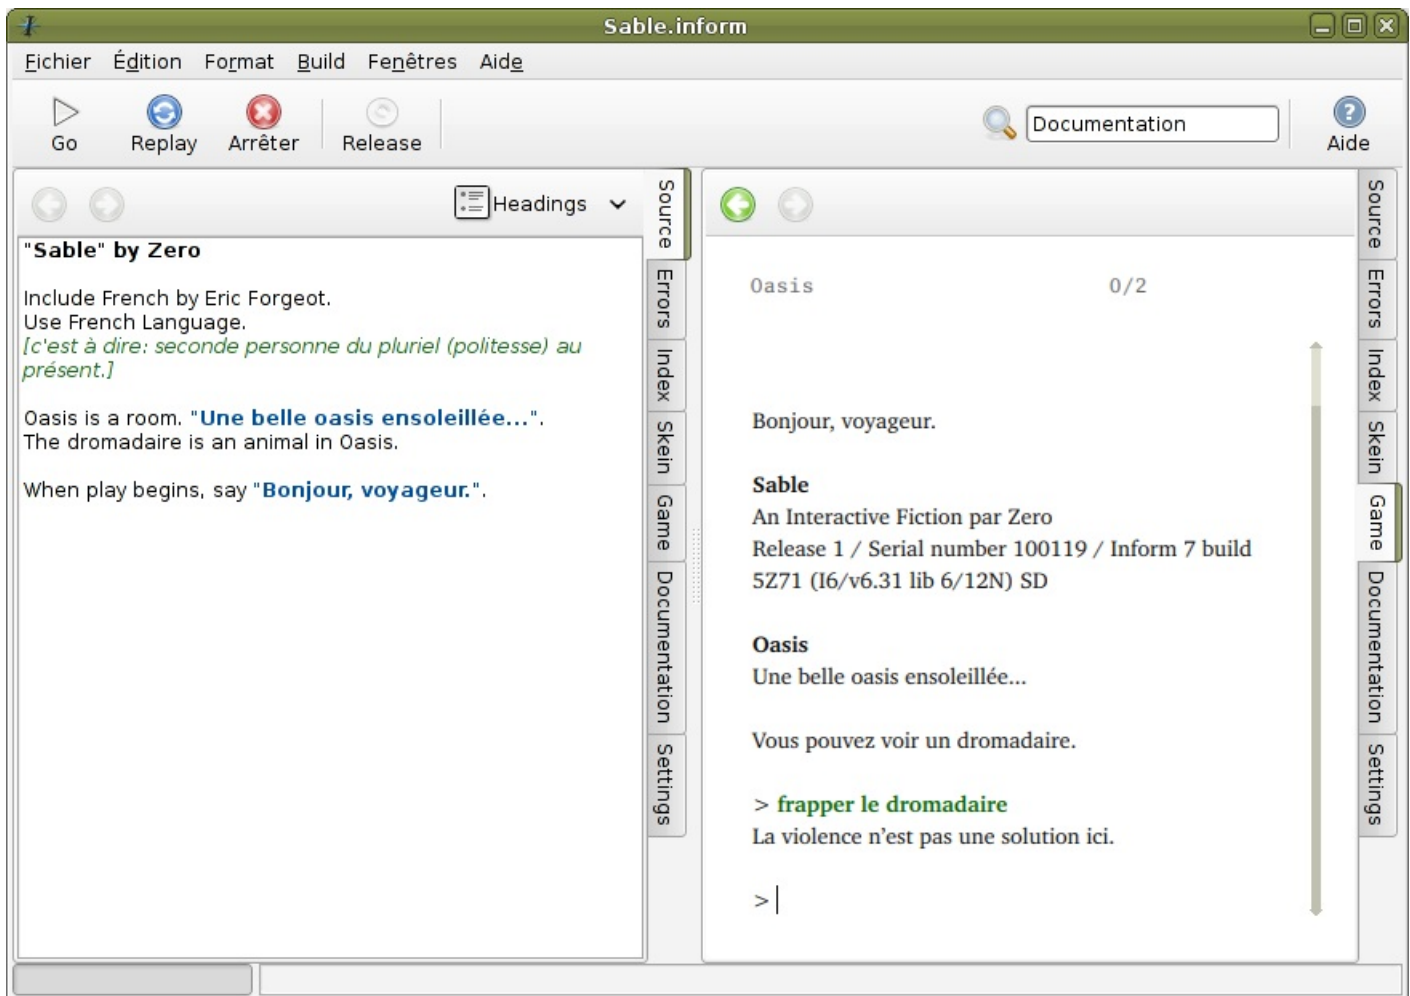 Sable.inform
Fichier Édition Format Build Fenêtres Aide
Go Replay Arrêter Release Documentation Aide
Headings
"Sable" by Zero
Include French by Eric Forgeot.
Use French Language.
[c'est à dire: seconde personne du pluriel (politesse) au
présent.]
Oasis is a room. "Une belle oasis ensoleillée...".
The dromadaire is an animal in Oasis.
When play begins, say "Bonjour, voyageur.".
Source
Errors
Index
Skein
Game
Documentation
Settings
Oasis 0/2
Bonjour, voyageur.
Sable
An Interactive Fiction par Zero
Release 1 / Serial number 100119 / Inform 7 build
5Z71 (I6/v6.31 lib 6/12N) SD
Oasis
Une belle oasis ensoleillée...
Vous pouvez voir un dromadaire.
> frapper le dromadaire
La violence n’est pas une solution ici.
>
Source
Errors
Index
Skein
Game
Documentation
Settings